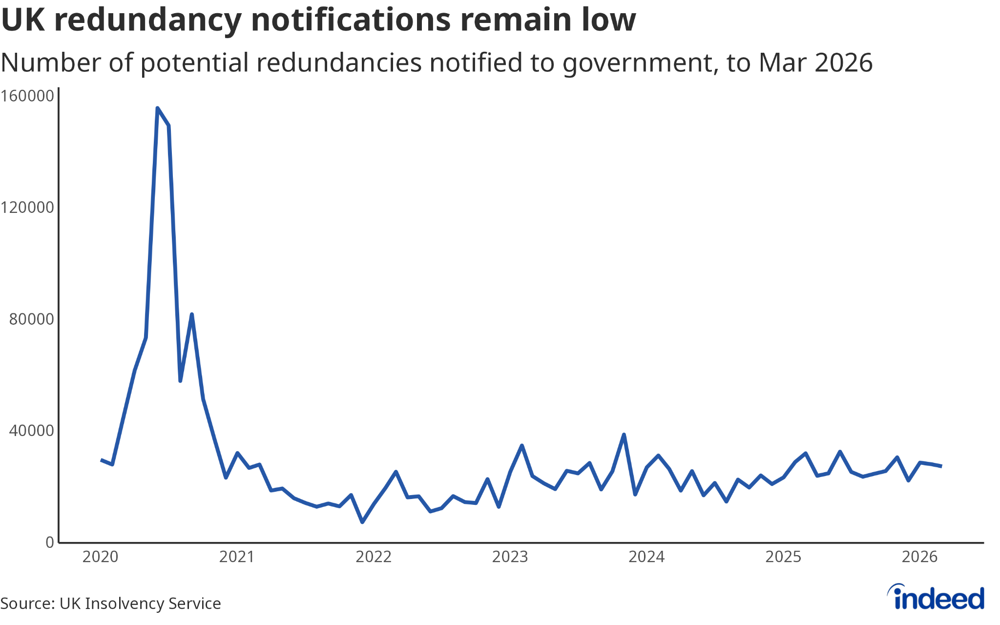 UK redundancy notifications remain low
Number of potential redundancies notified to government, to Mar 2026
160000
120000
80000
40000
0
2020 2021 2022 2023 2024 2025 2026
Source: UK Insolvency Service
indeed